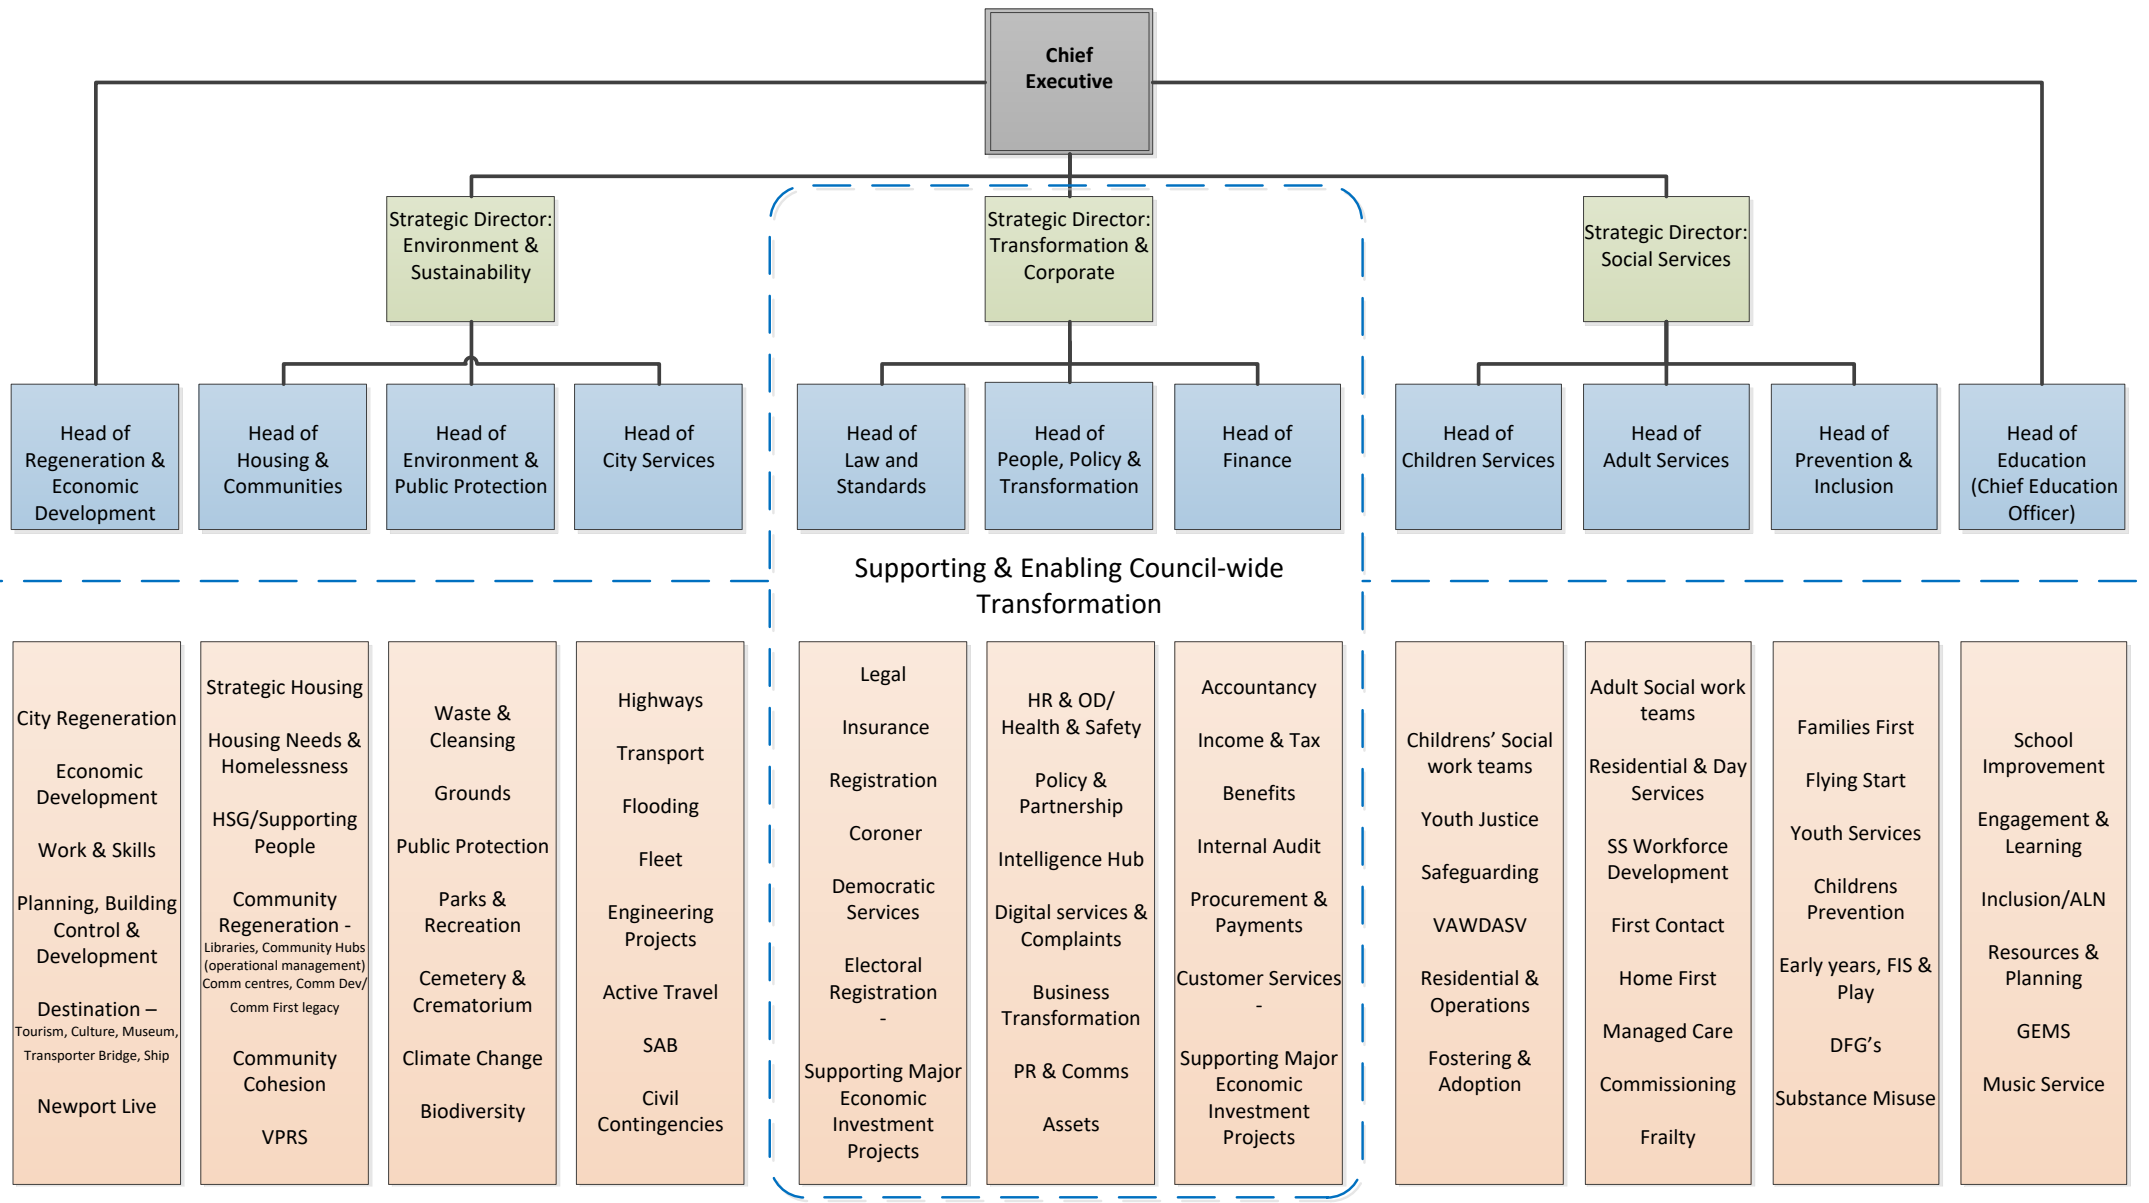 Chief
Executive
Strategic Director:
Environment &
Sustainability
Strategic Director:
Transformation &
Corporate
Strategic Director:
Social Services
Head of
Regeneration &
Economic
Development
Head of
Housing &
Communities
Head of
Environment &
Public Protection
Head of
City Services
Head of
Law and
Standards
Head of
People, Policy &
Transformation
Head of
Finance
Head of
Children Services
Head of
Adult Services
Head of
Prevention &
Inclusion
Head of
Education
(Chief Education
Officer)
Supporting & Enabling Council-wide
Transformation
City Regeneration
Economic
Development
Work & Skills
Planning, Building
Control &
Development
Destination –
Tourism, Culture, Museum,
Transporter Bridge, Ship
Newport Live
Strategic Housing
Housing Needs &
Homelessness
HSG/Supporting
People
Community
Regeneration -
Libraries, Community Hubs
(operational management)
Comm centres, Comm Dev/
Comm First legacy
Community
Cohesion
VPRS
Waste &
Cleansing
Grounds
Public Protection
Parks &
Recreation
Cemetery &
Crematorium
Climate Change
Biodiversity
Highways
Transport
Flooding
Fleet
Engineering
Projects
Active Travel
SAB
Civil
Contingencies
Legal
Insurance
Registration
Coroner
Democratic
Services
Electoral
Registration
-
Supporting Major
Economic
Investment
Projects
HR & OD/
Health & Safety
Policy &
Partnership
Intelligence Hub
Digital services &
Complaints
Business
Transformation
PR & Comms
Assets
Accountancy
Income & Tax
Benefits
Internal Audit
Procurement &
Payments
Customer Services
-
Supporting Major
Economic
Investment
Projects
Childrens’ Social
work teams
Youth Justice
Safeguarding
VAWDASV
Residential &
Operations
Fostering &
Adoption
Adult Social work
teams
Residential & Day
Services
SS Workforce
Development
First Contact
Home First
Managed Care
Commissioning
Frailty
Families First
Flying Start
Youth Services
Childrens
Prevention
Early years, FIS &
Play
DFG’s
Substance Misuse
School
Improvement
Engagement &
Learning
Inclusion/ALN
Resources &
Planning
GEMS
Music Service